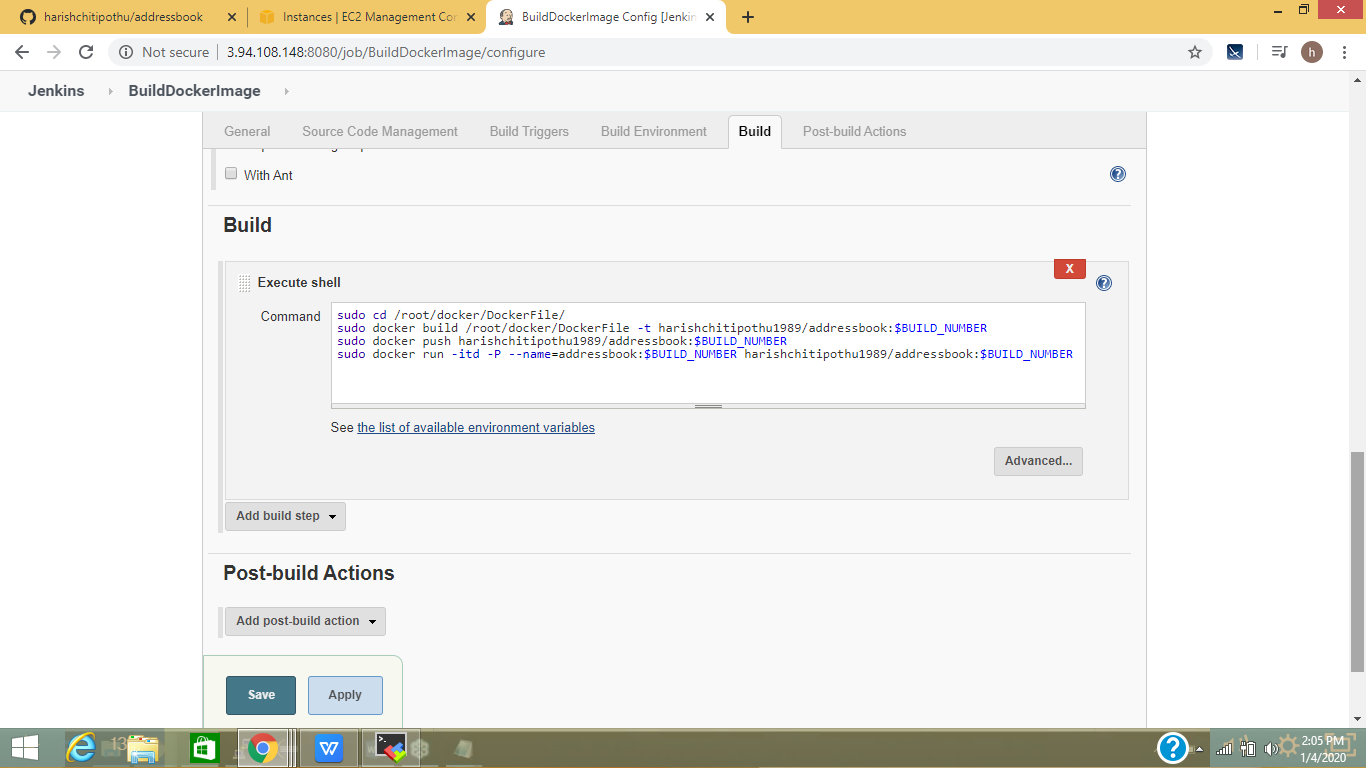 harishchitipothu/addressbook
Instances | EC2 Management Con
BuildDockerImage Config [Jenkin
Not secure
3.94.108.148:8080/job/BuildDockerImage/configure
h
Jenkins
BuildDockerImage
General
Source Code Management
Build Triggers
Build Environment
Build
Post-build Actions
With Ant
?
Build
X
Execute shell
?
Command
sudo cd /root/docker/DockerFile/
sudo docker build /root/docker/DockerFile -t harishchitipothu1989/addressbook:$BUILD_NUMBER
sudo docker push harishchitipothu1989/addressbook:$BUILD_NUMBER
sudo docker run -itd -P --name=addressbook:$BUILD_NUMBER harishchitipothu1989/addressbook:$BUILD_NUMBER
See the list of available environment variables
Advanced...
Add build step
Post-build Actions
Add post-build action
Save
Apply
2:05 PM
1/4/2020